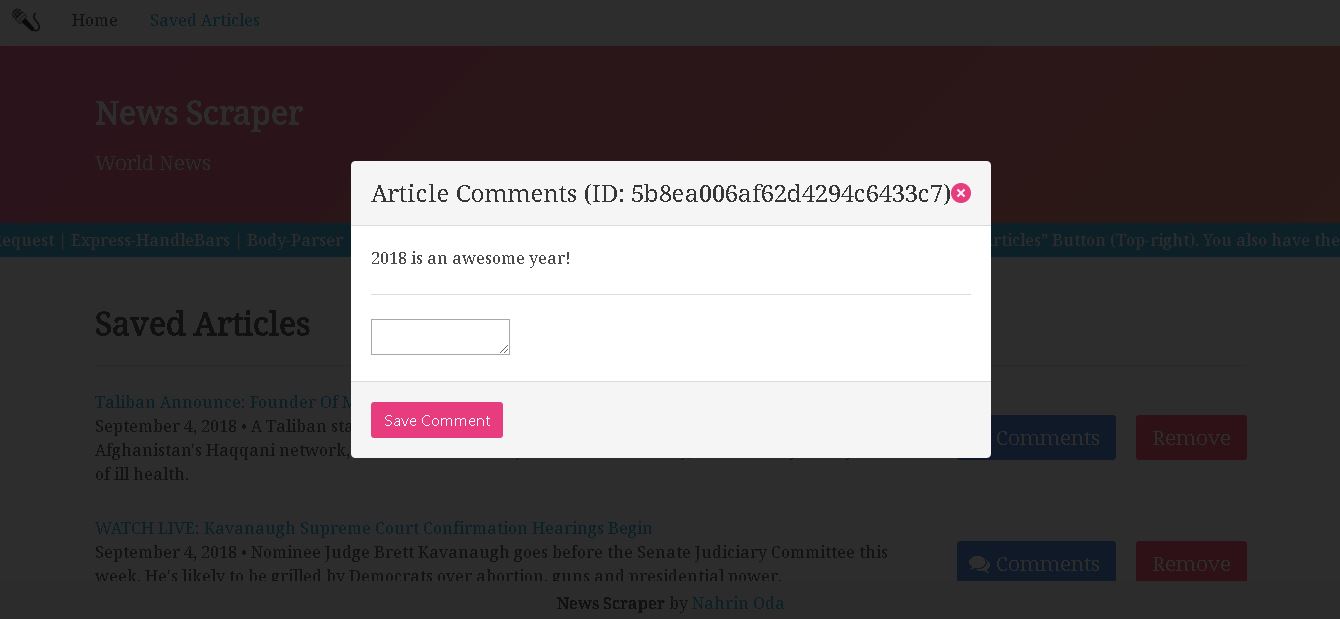 Home Saved Articles
News Scraper
World News
Article Comments (ID: 5b8ea006af62d4294c6433c7)
equest | Express-HandleBars | Body-Parser
rticles" Button (Top-right). You also have the
2018 is an awesome year!
Saved Articles
Save Comment
Taliban Announce: Founder Of
September 4, 2018 • A Taliban
Afghanistan's Haqqani network,
of ill health.
Comments Remove
WATCH LIVE: Kavanaugh Supreme Court Confirmation Hearings Begin
September 4, 2018 • Nominee Judge Brett Kavanaugh goes before the Senate Judiciary Committee this
week. He's likely to be grilled by Democrats over abortion, guns and presidential power.
Comments Remove
News Scraper by Nahrin Oda